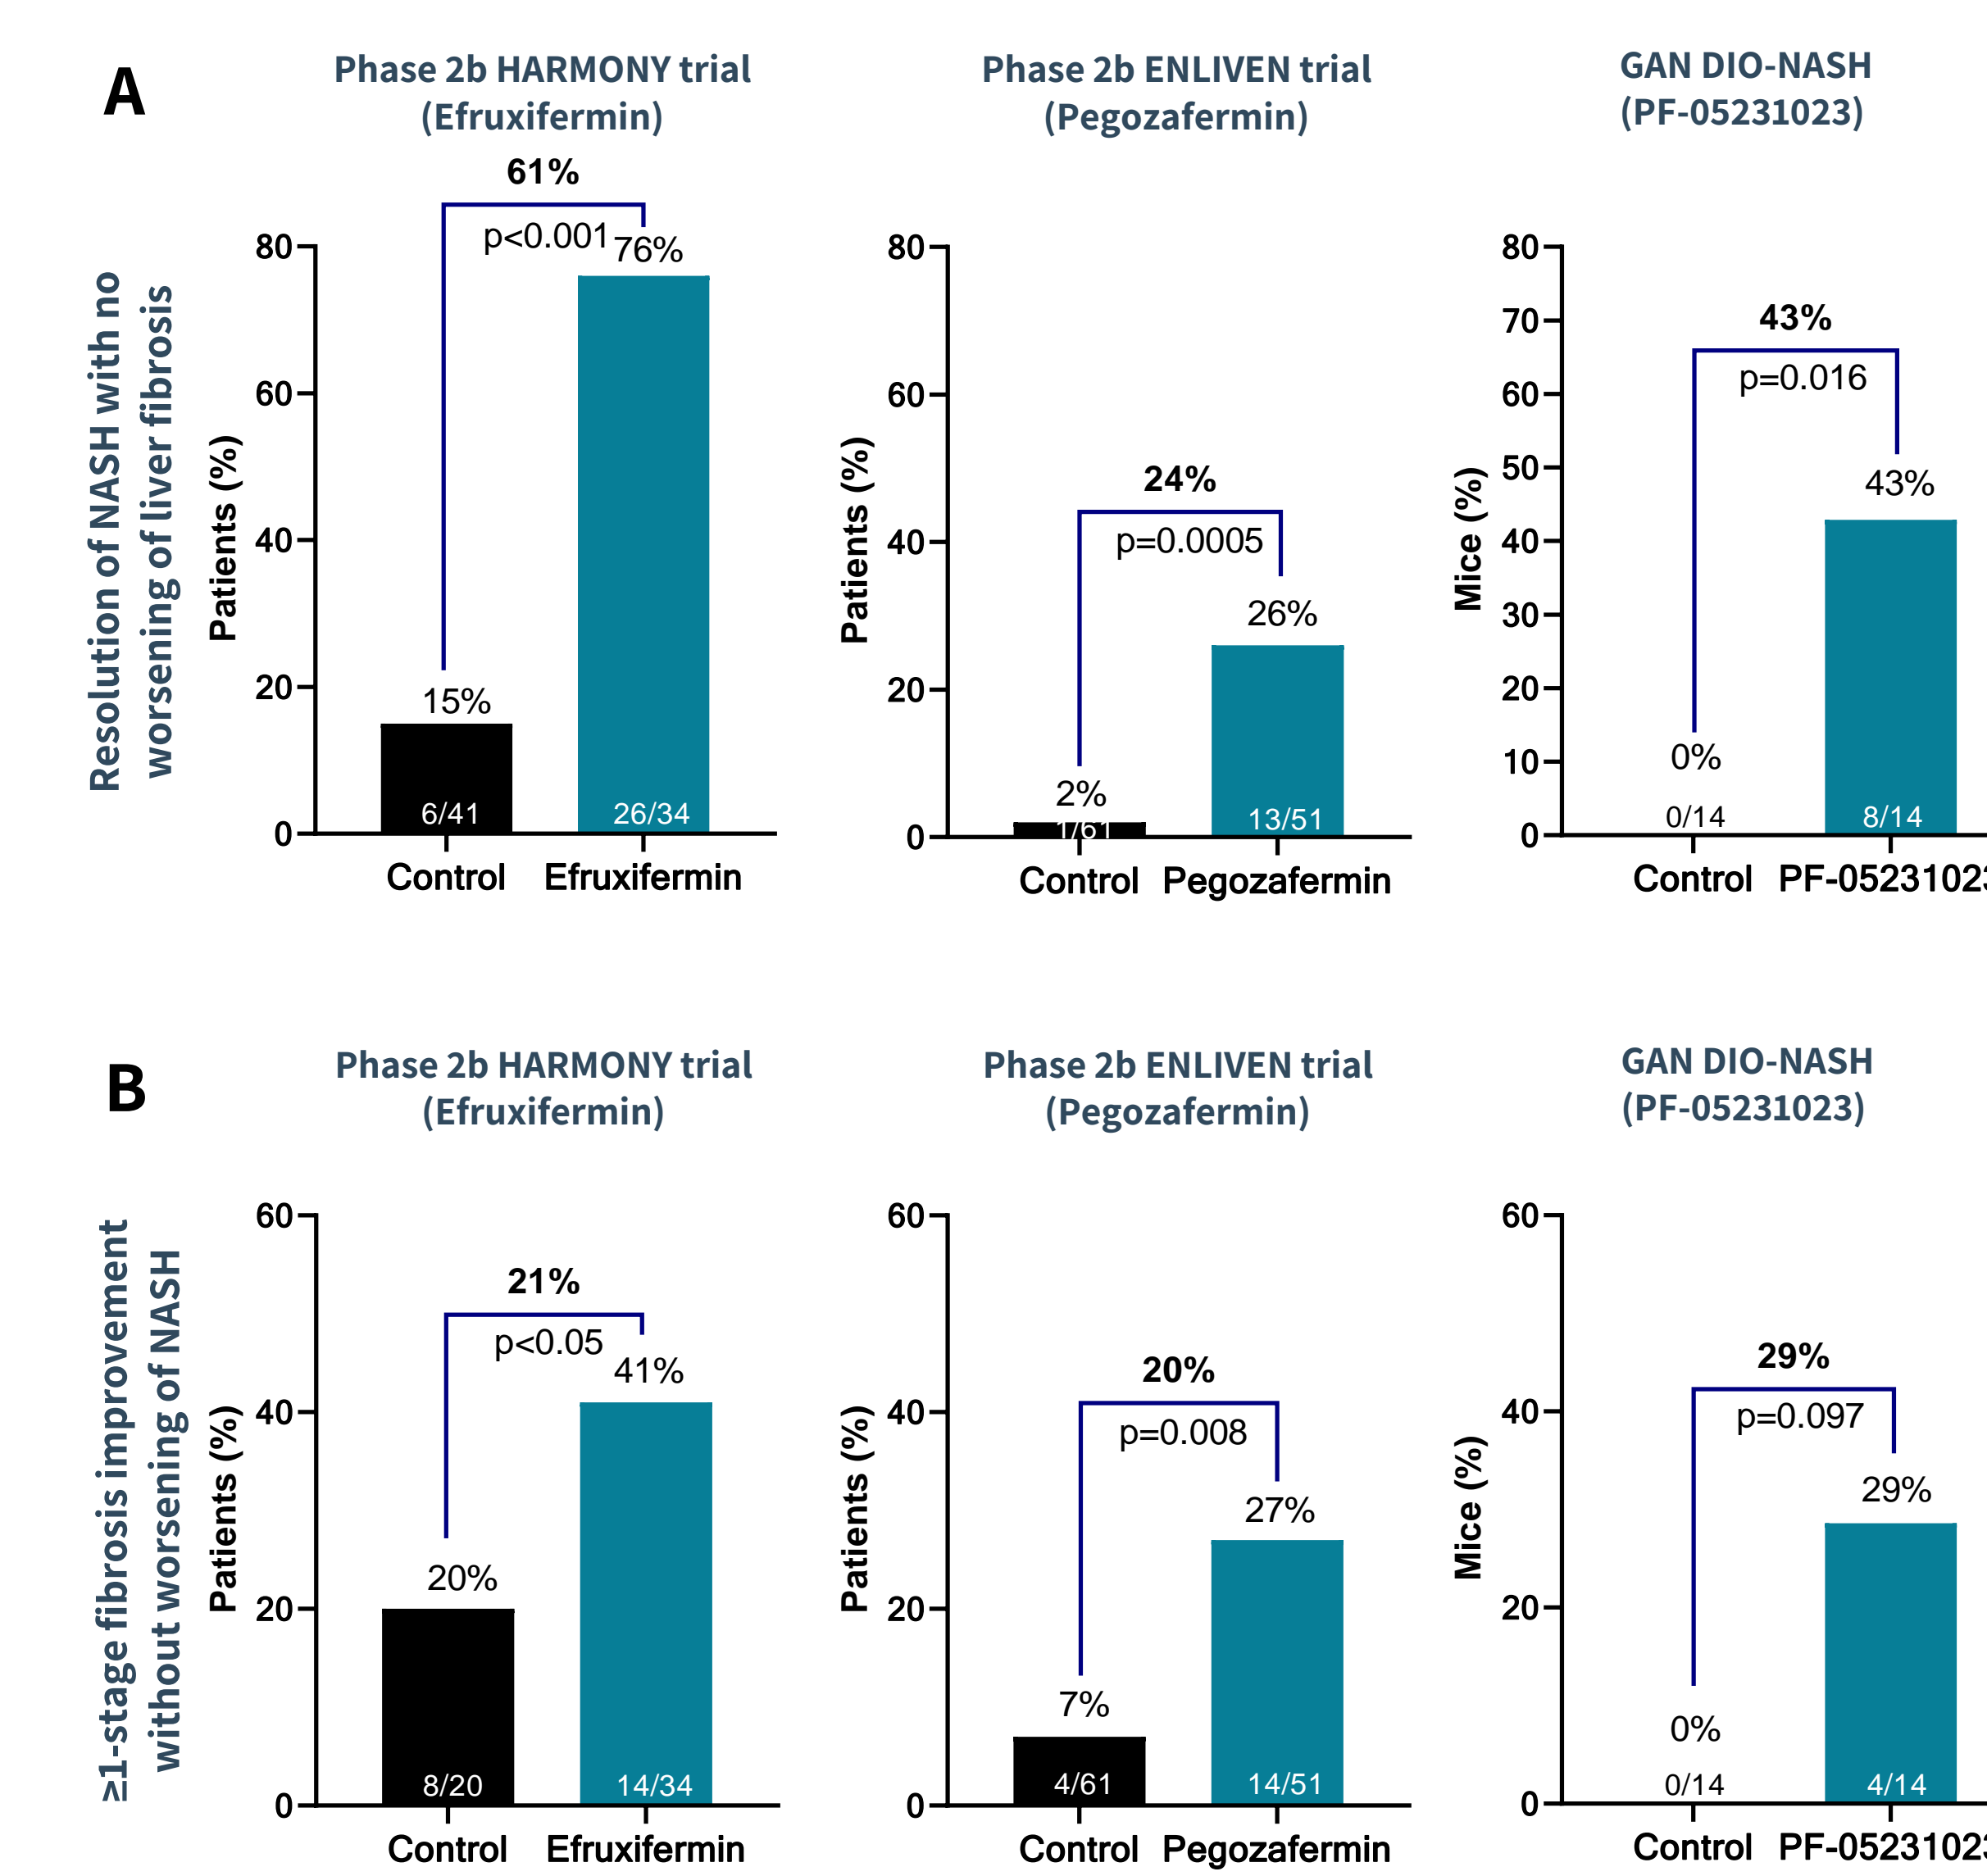 A
Phase 2b HARMONY trial
(Efruxifermin)
Phase 2b ENLIVEN trial
(Pegozafermin)
GAN DIO-NASH
(PF-05231023)
Resolution of NASH with no
worsening of liver fibrosis
Patients (%)
80
60
40
20
0
61%
p<0.001
76%
15%
6/41
26/34
Control
Efruxifermin
Patients (%)
80
60
40
20
0
24%
p=0.0005
26%
2%
1/61
13/51
Control
Pegozafermin
Mice (%)
80
70
60
50
40
30
20
10
0
43%
p=0.016
43%
0%
0/14
8/14
Control
PF-05231023
B
Phase 2b HARMONY trial
(Efruxifermin)
Phase 2b ENLIVEN trial
(Pegozafermin)
GAN DIO-NASH
(PF-05231023)
≥1-stage fibrosis improvement
without worsening of NASH
Patients (%)
60
40
20
0
21%
p<0.05
41%
20%
8/20
14/34
Control
Efruxifermin
Patients (%)
60
40
20
0
20%
p=0.008
27%
7%
4/61
14/51
Control
Pegozafermin
Mice (%)
60
40
20
0
29%
p=0.097
29%
0%
0/14
4/14
Control
PF-05231023